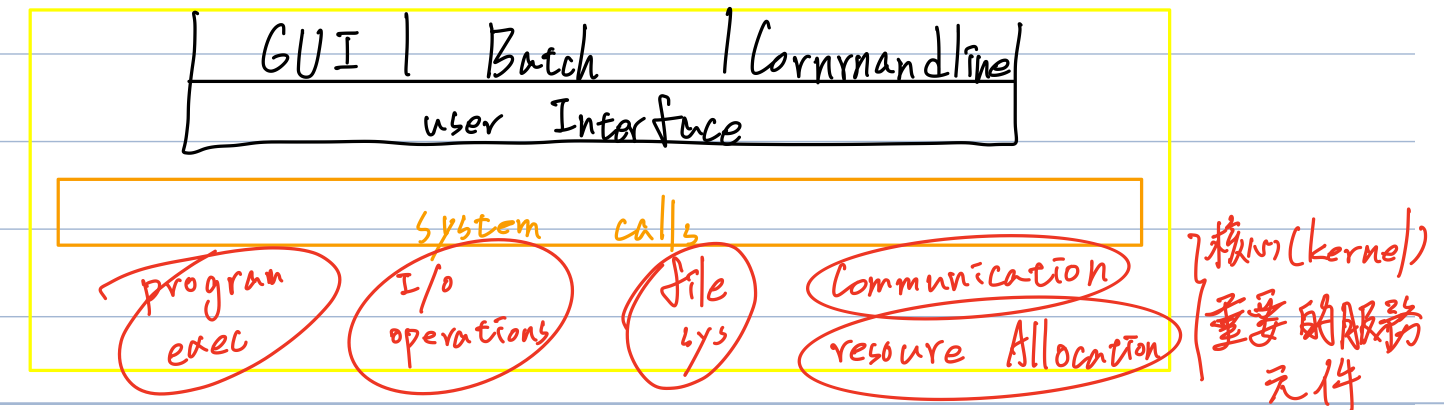 GUI | Batch | Commandline
user Interface
system calls
program exec
I/o operations
file sys
Communication
resoure Allocation
核心(kernel)
重要的服務
元件